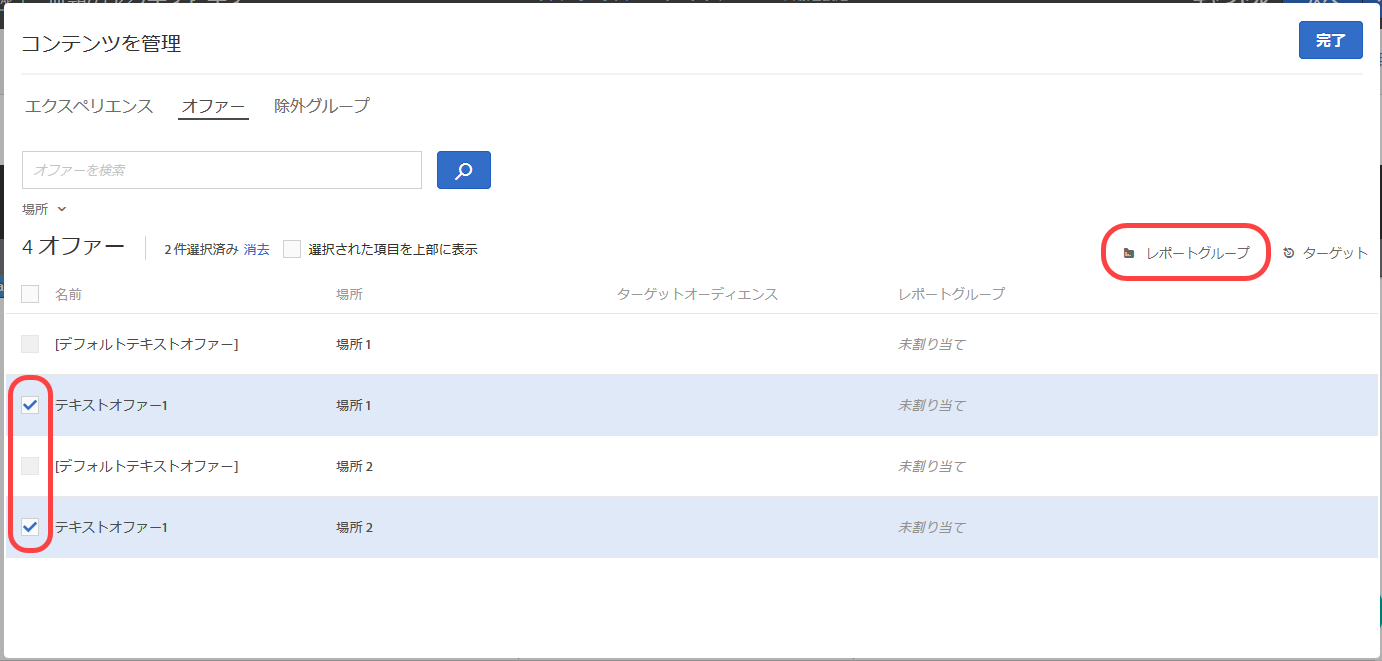 コンテンツを管理
完了
エクスペリエンス オファー 除外グループ
オファーを検索
場所
4 オファー 2 件選択済み 消去 選択された項目を上部に表示 レポートグループ ターゲット
名前 場所 ターゲットオーディエンス レポートグループ
[デフォルトテキストオファー] 場所 1 未割り当て
テキストオファー1 場所 1 未割り当て
[デフォルトテキストオファー] 場所 2 未割り当て
テキストオファー1 場所 2 未割り当て